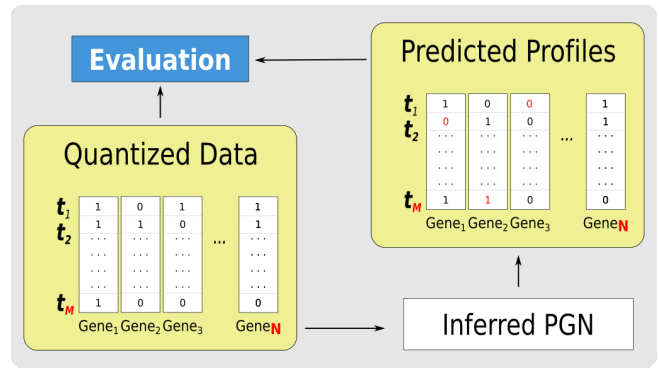 Evaluation
Predicted Profiles
t1 1 0 0 1
t2 0 1 0 1
... ... ... ... ...
... ... ... ...
... ... ... ...
... ... ... ...
tM 1 1 0 0
Gene1 Gene2 Gene3 GeneN
Quantized Data
t1 1 0 1 1
t2 1 1 0 1
... ... ... ... ...
... ... ... ...
... ... ... ...
... ... ... ...
tM 1 0 0 0
Gene1 Gene2 Gene3 GeneN
Inferred PGN